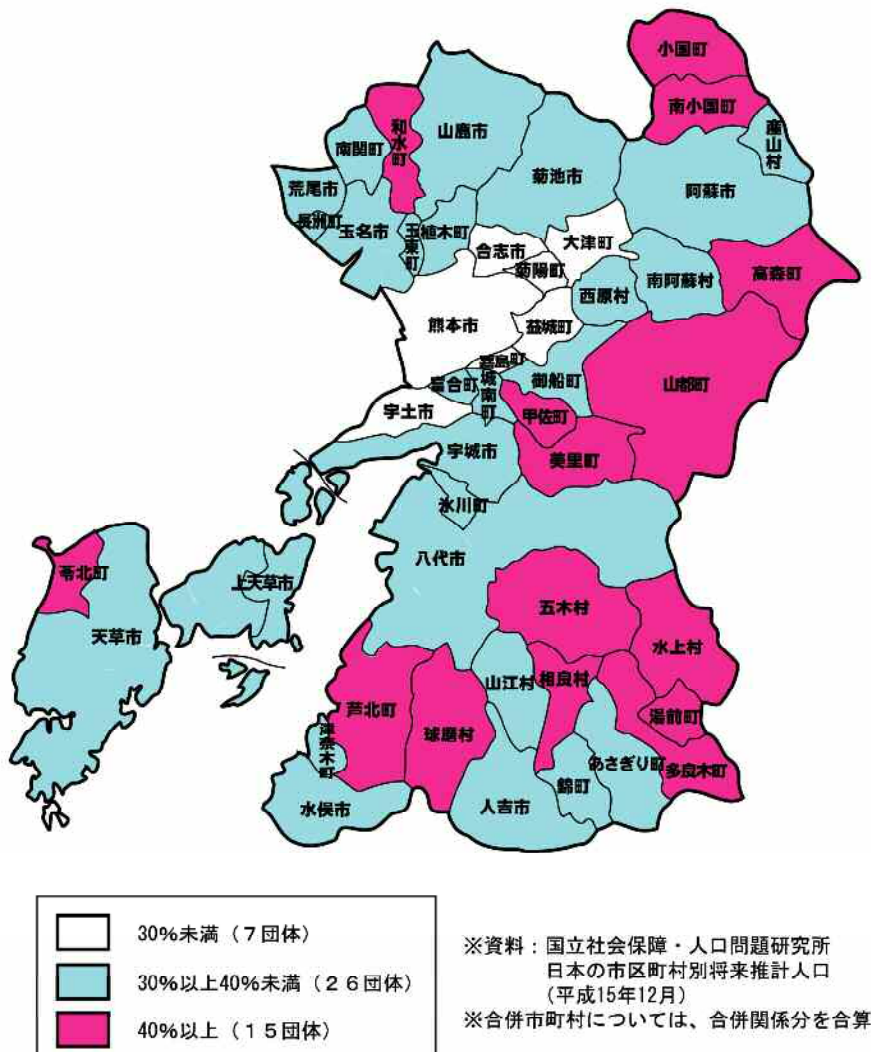 小国町
南小国町
産山村
和水町
山鹿市
南関町
菊池市
阿蘇市
荒尾市
長洲町
玉名市
玉東町
植木町
合志市
大津町
菊陽町
西原村
南阿蘇村
高森町
熊本市
益城町
嘉島町
富合町
城南町
御船町
山都町
宇土市
甲佐町
宇城市
美里町
氷川町
八代市
苓北町
上天草市
天草市
五木村
水上村
山江村
相良村
湯前町
芦北町
球磨村
津奈木町
あさぎり町
多良木町
錦町
水俣市
人吉市
30%未満(7団体)
30%以上40%未満(26団体)
40%以上(15団体)
※資料:国立社会保障・人口問題研究所
日本の市区町村別将来推計人口
(平成15年12月)
※合併市町村については、合併関係分を合算